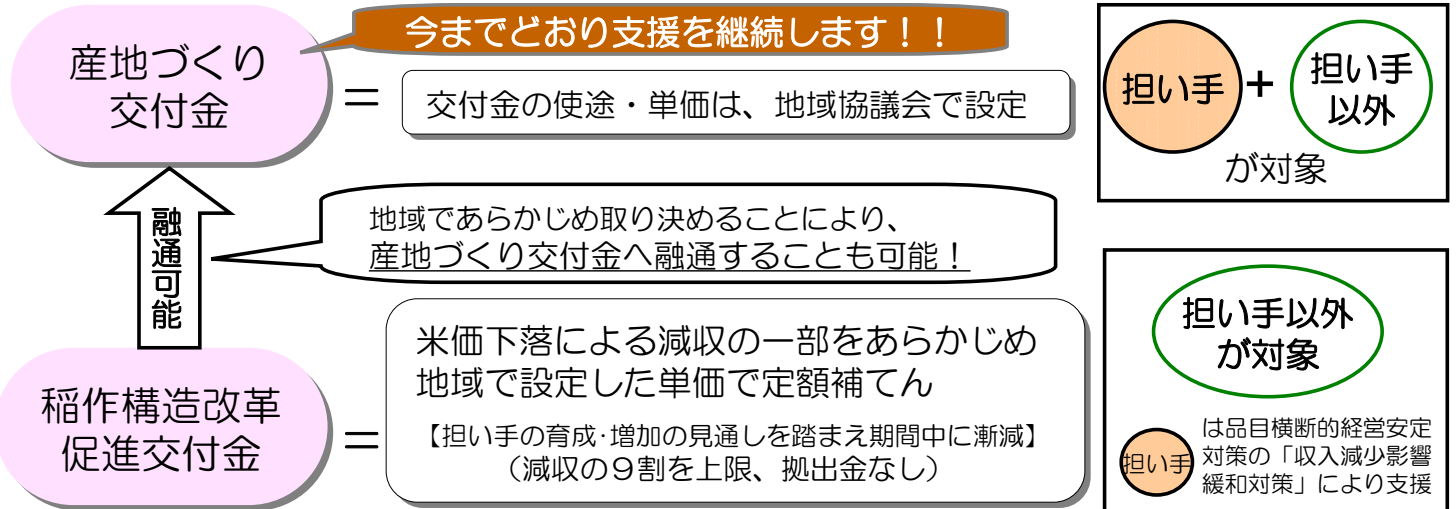 今までどおり支援を継続します！！
産地づくり
交付金
＝
交付金の使途・単価は、地域協議会で設定
担い手
+
担い手
以外
が対象
融通可能
地域であらかじめ取り決めることにより、
産地づくり交付金へ融通することも可能！
稲作構造改革
促進交付金
＝
米価下落による減収の一部をあらかじめ
地域で設定した単価で定額補てん
【担い手の育成・増加の見通しを踏まえ期間中に漸減】
（減収の９割を上限、拠出金なし）
担い手以外
が対象
担い手
は品目横断的経営安定
対策の「収入減少影響
緩和対策」により支援